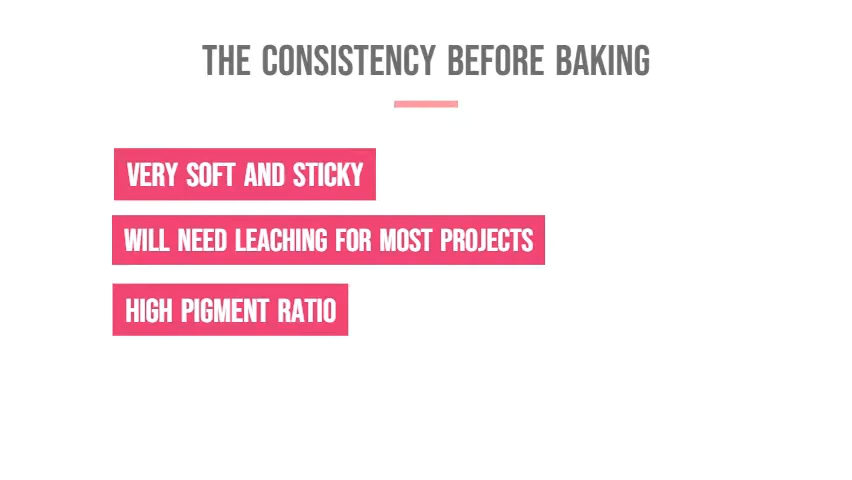 THE CONSISTENCY BEFORE BAKING
VERY SOFT AND STICKY
WILL NEED LEACHING FOR MOST PROJECTS
HIGH PIGMENT RATIO